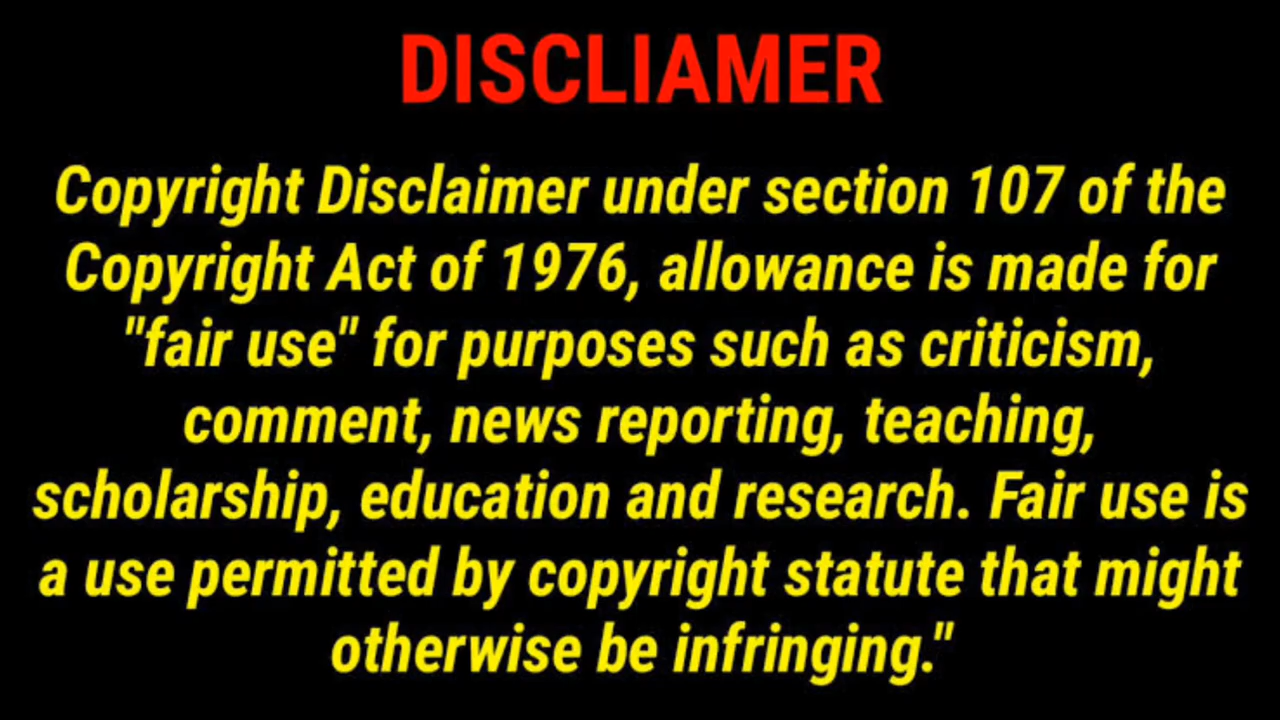 DISCLIAMER
Copyright Disclaimer under section 107 of the
Copyright Act of 1976, allowance is made for
"fair use" for purposes such as criticism,
comment, news reporting, teaching,
scholarship, education and research. Fair use is
a use permitted by copyright statute that might
otherwise be infringing."